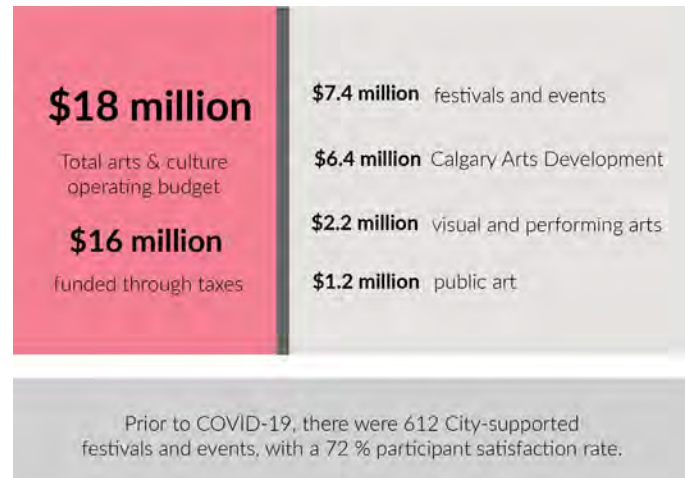 $18 million
Total arts & culture
operating budget
$16 million
funded through taxes
$7.4 million festivals and events
$6.4 million Calgary Arts Development
$2.2 million visual and performing arts
$1.2 million public art
Prior to COVID-19, there were 612 City-supported
festivals and events, with a 72 % participant satisfaction rate.